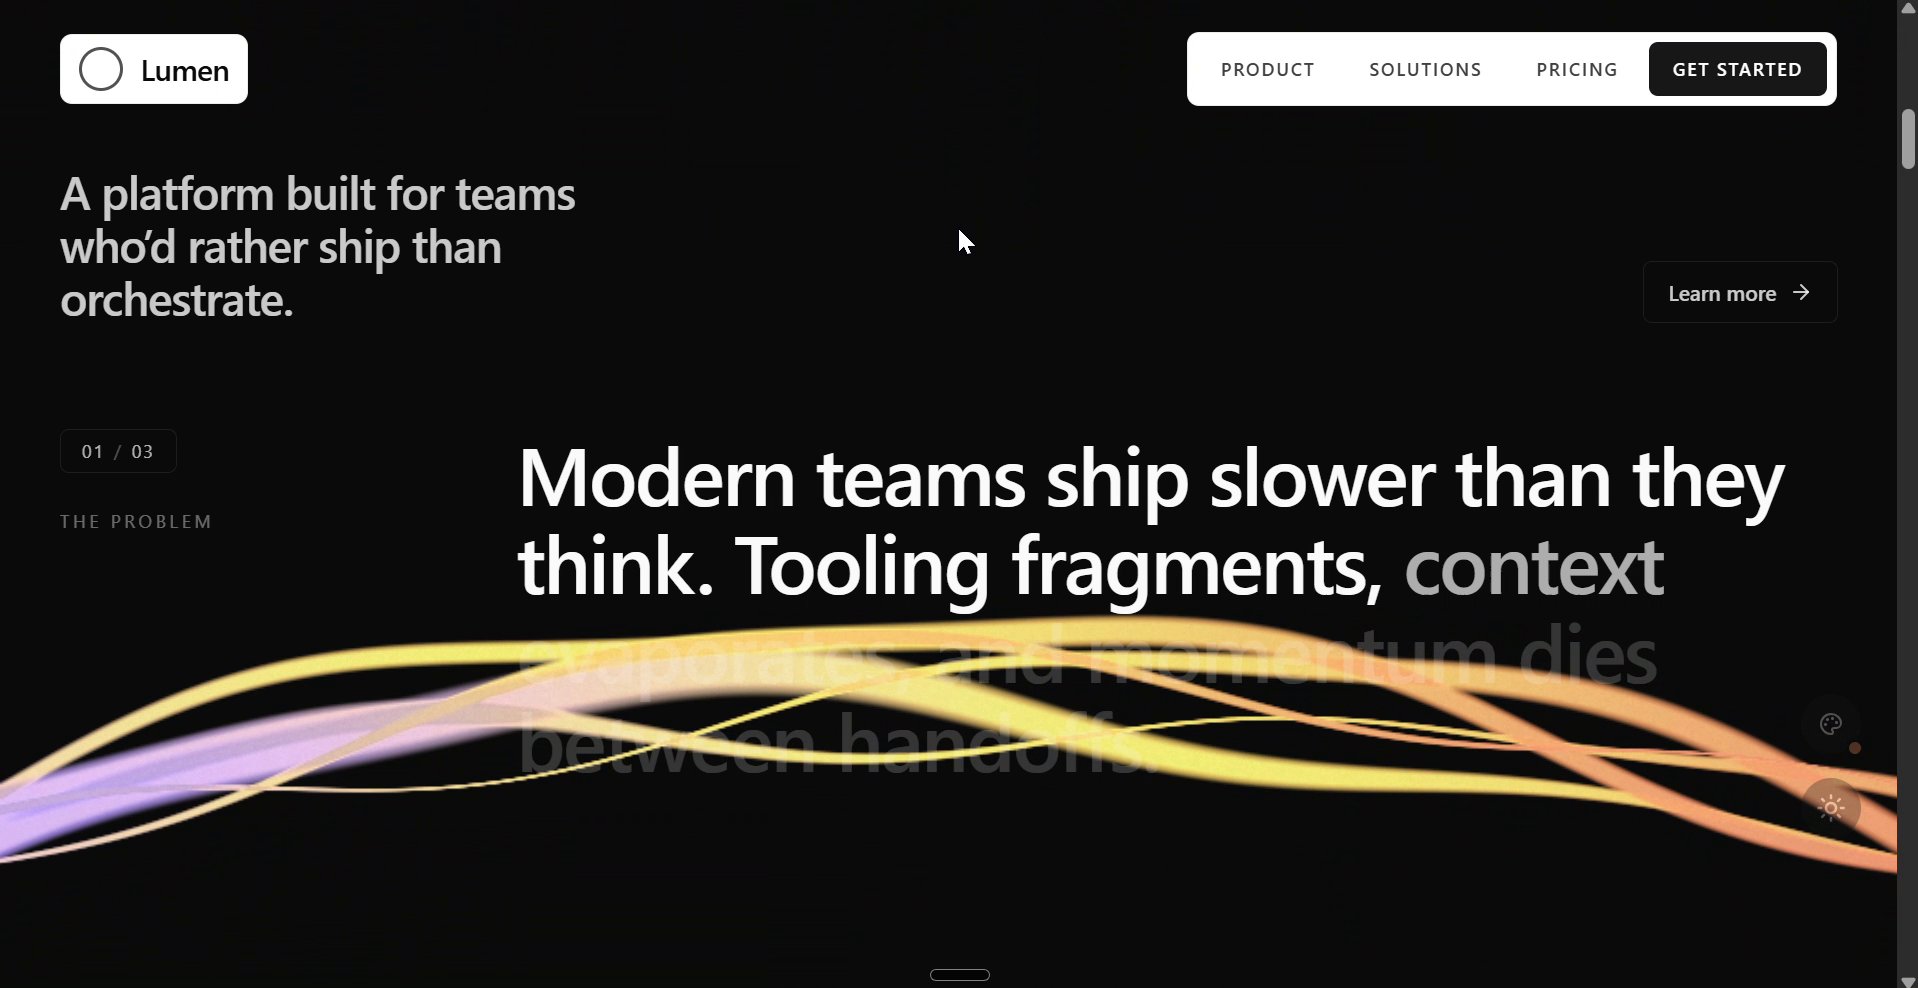 Lumen
PRODUCT
SOLUTIONS
PRICING
GET STARTED
A platform built for teams
who’d rather ship than
orchestrate.
Learn more
01 / 03
THE PROBLEM
Modern teams ship slower than they
think. Tooling fragments, context
evaporates, and momentum dies
between handoffs.